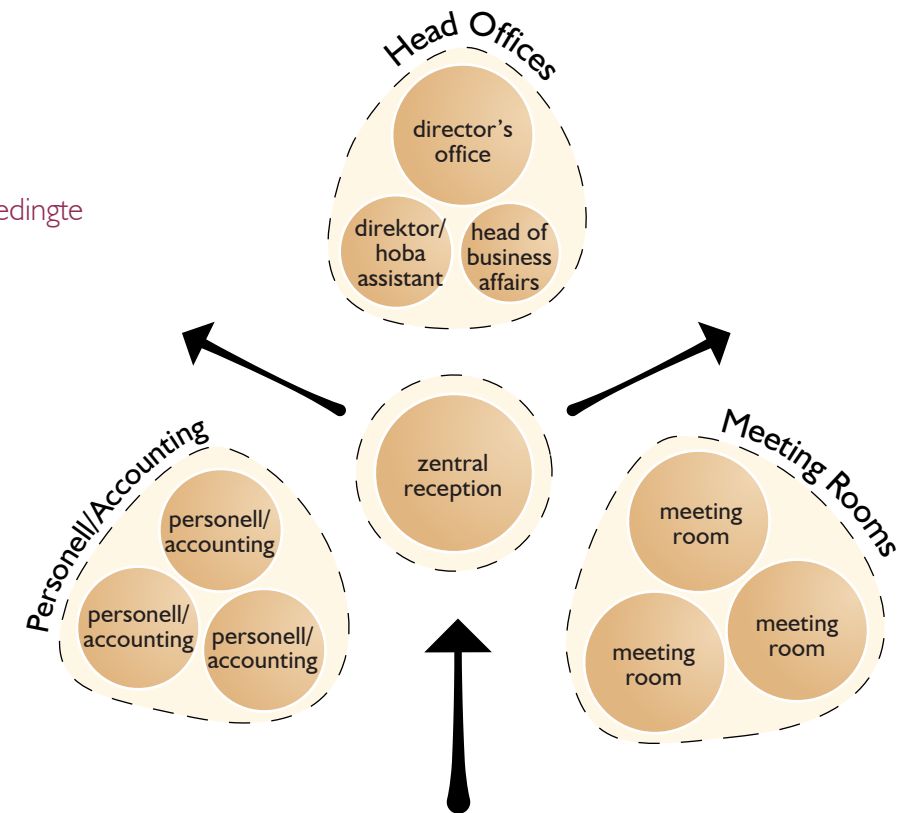 Head Offices
director’s
office
direktor/
hoba
assistant
head of
business
affairs
edingte
zentral
reception
Personell/Accounting
personell/
accounting
personell/
accounting
personell/
accounting
Meeting Rooms
meeting
room
meeting
room
meeting
room